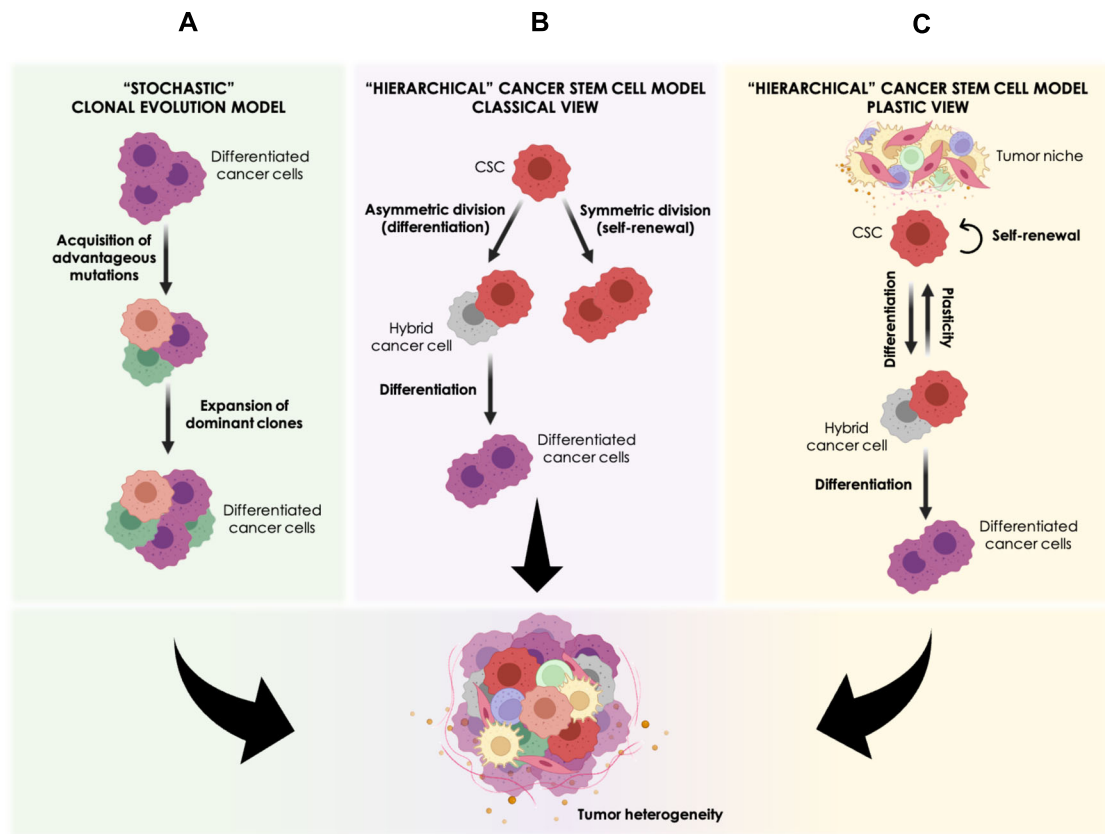 A
B
C
“STOCHASTIC”
CLONAL EVOLUTION MODEL
Differentiated
cancer cells
Acquisition of
advantageous
mutations
Expansion of
dominant clones
Differentiated
cancer cells
“HIERARCHICAL” CANCER STEM CELL MODEL
CLASSICAL VIEW
CSC
Asymmetric division
(differentiation)
Symmetric division
(self-renewal)
Hybrid
cancer cell
Differentiation
Differentiated
cancer cells
“HIERARCHICAL” CANCER STEM CELL MODEL
PLASTIC VIEW
Tumor niche
CSC
Self-renewal
Differentiation
Plasticity
Hybrid
cancer cell
Differentiation
Differentiated
cancer cells
Tumor heterogeneity